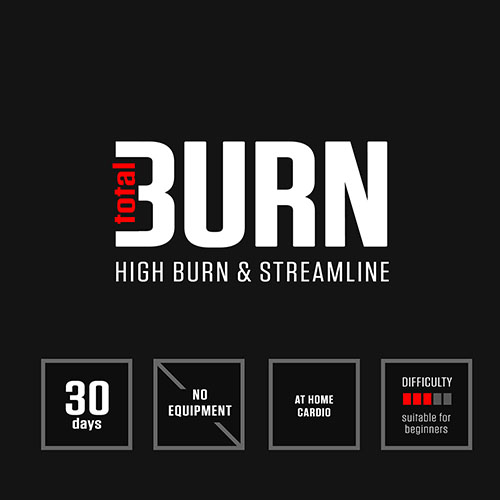 total
BURN
HIGH BURN & STREAMLINE
30
days
NO
EQUIPMENT
AT HOME
CARDIO
DIFFICULTY
suitable for
beginners